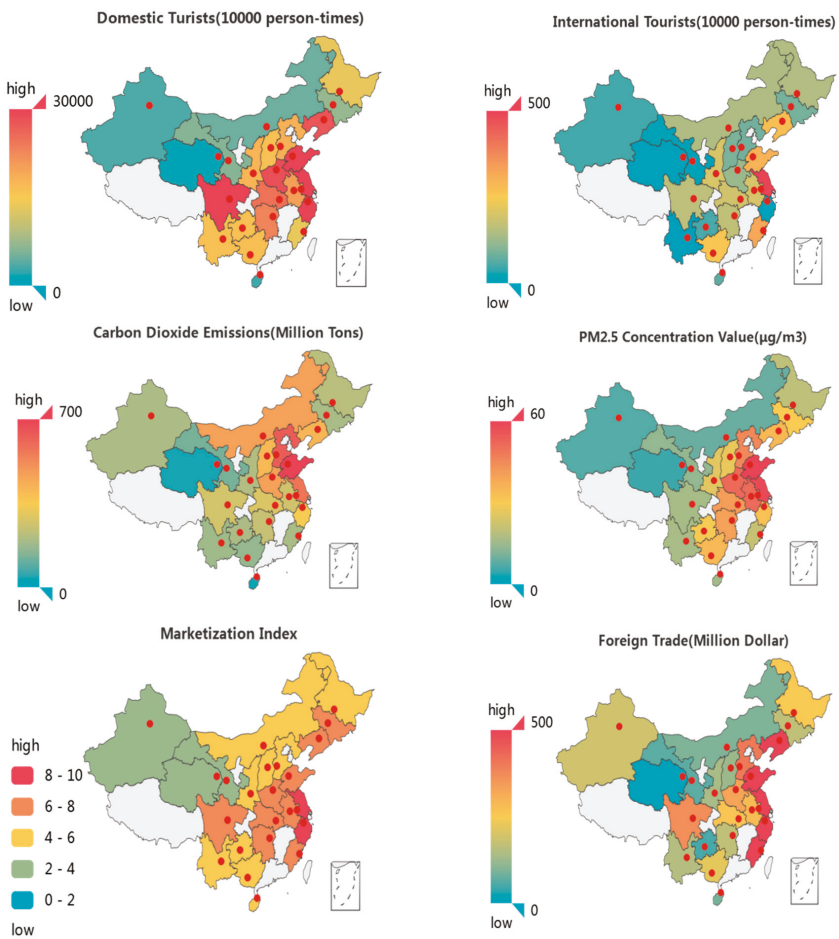 Domestic Turists(10000 person-times)
high
30000
0
low
International Tourists(10000 person-times)
high
500
0
low
Carbon Dioxide Emissions(Million Tons)
high
700
0
low
PM2.5 Concentration Value(μg/m3)
high
60
0
low
Marketization Index
high
8 - 10
6 - 8
4 - 6
2 - 4
0 - 2
low
Foreign Trade(Million Dollar)
high
500
0
low